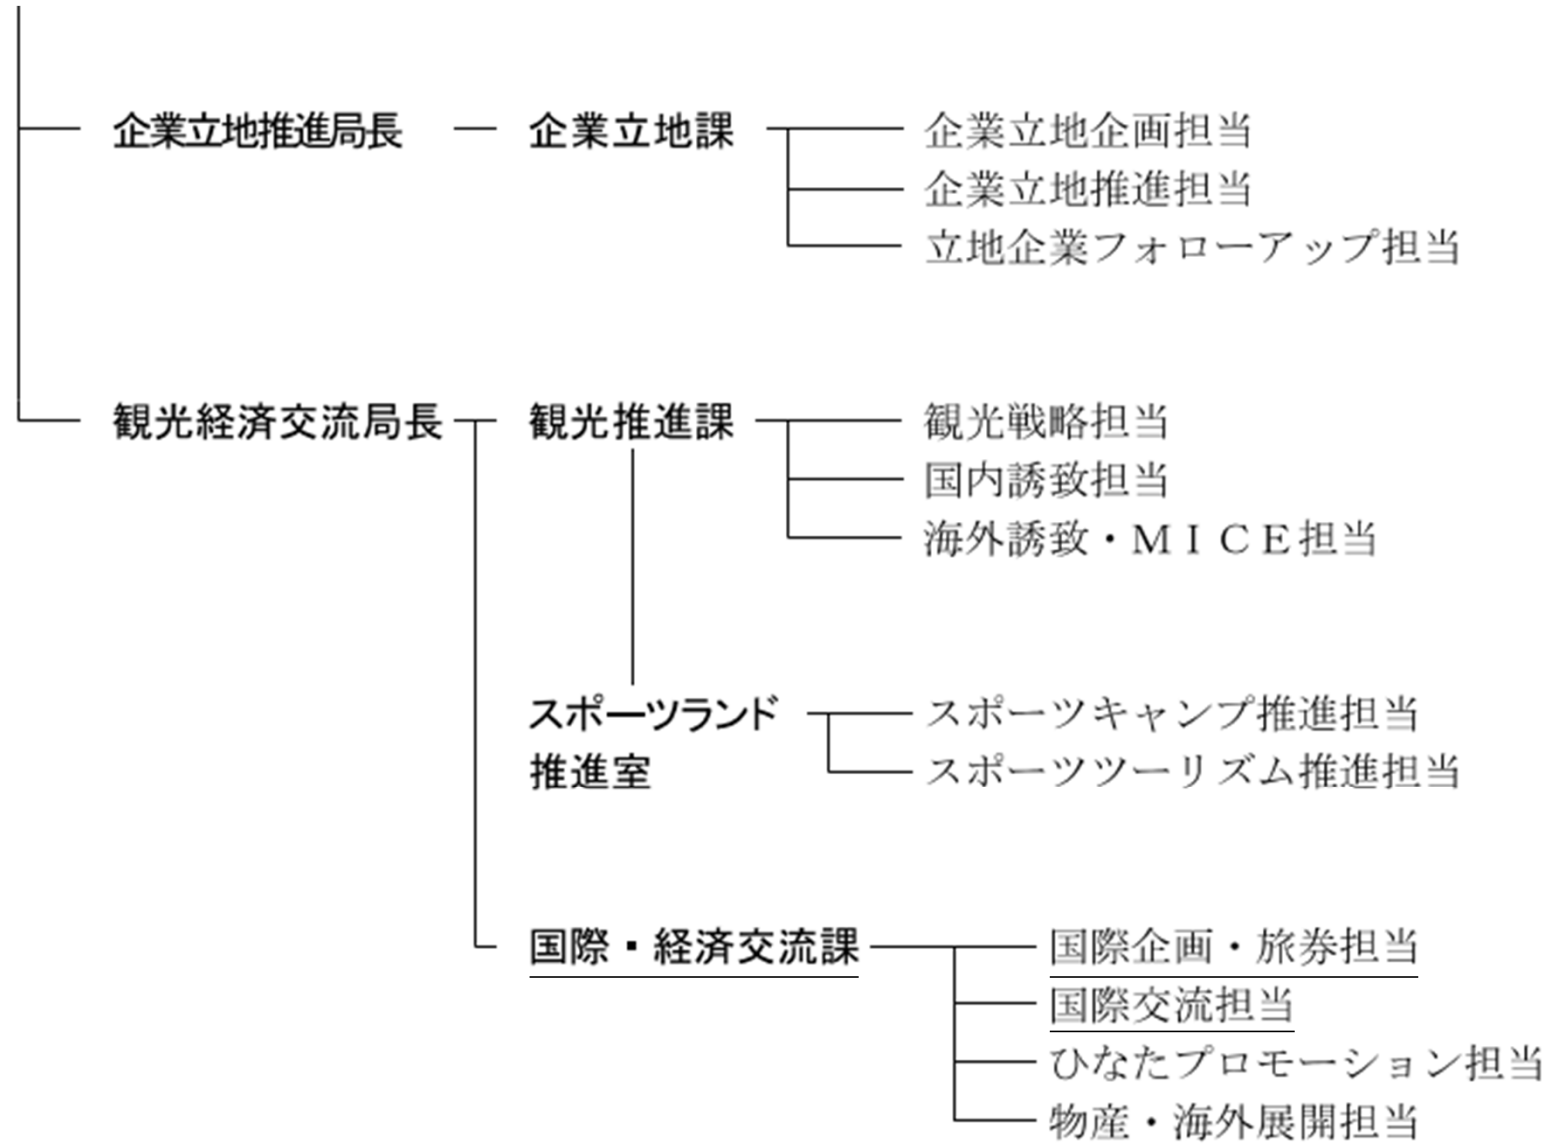 企業立地推進局長 企業立地課 企業立地企画担当
企業立地推進担当
立地企業フォローアップ担当
観光経済交流局長 観光推進課 観光戦略担当
国内誘致担当
海外誘致・ＭＩＣＥ担当
スポーツランド スポーツキャンプ推進担当
推進室 スポーツツーリズム推進担当
国際・経済交流課 国際企画・旅券担当
国際交流担当
ひなたプロモーション担当
物産・海外展開担当